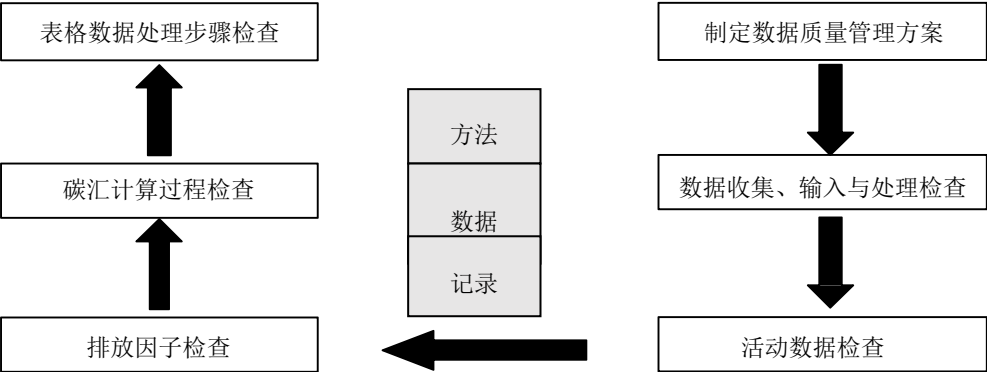 表格数据处理步骤检查
制定数据质量管理方案
方法
碳汇计算过程检查
数据
数据收集、输入与处理检查
记录
排放因子检查
活动数据检查